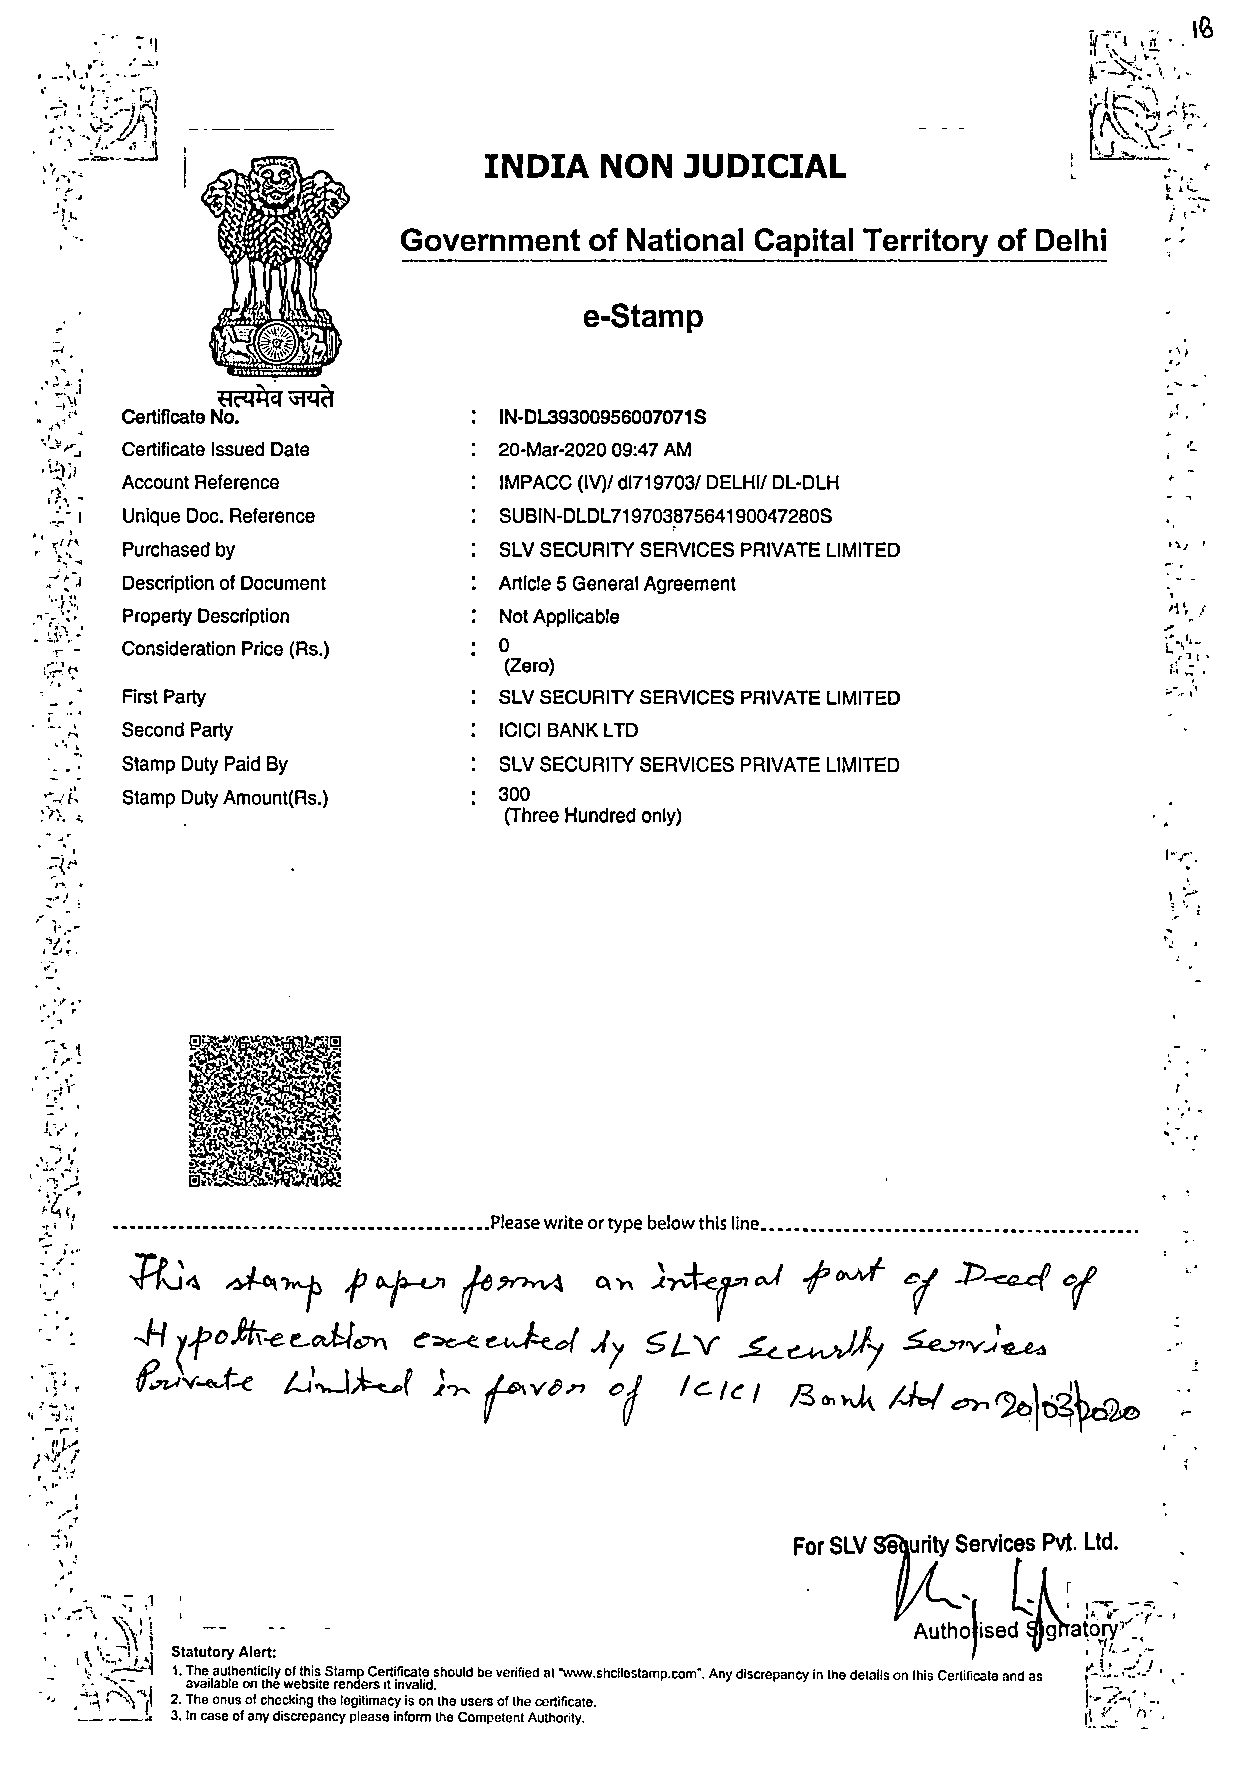 18
INDIA NON JUDICIAL
Government of National Capital Territory of Delhi
e-Stamp
सत्यमेव जयते
Certificate No. : IN-DL39300956007071S
Certificate Issued Date : 20-Mar-2020 09:47 AM
Account Reference : IMPACC (IV)/ dl719703/ DELHI/ DL-DLH
Unique Doc. Reference : SUBIN-DLDL71970387564190047280S
Purchased by : SLV SECURITY SERVICES PRIVATE LIMITED
Description of Document : Article 5 General Agreement
Property Description : Not Applicable
Consideration Price (Rs.) : 0
(Zero)
First Party : SLV SECURITY SERVICES PRIVATE LIMITED
Second Party : ICICI BANK LTD
Stamp Duty Paid By : SLV SECURITY SERVICES PRIVATE LIMITED
Stamp Duty Amount(Rs.) : 300
(Three Hundred only)
Please write or type below this line
This stamp paper forms an integral part of Deed of
Hypothecation executed by SLV Security Services
Private Limited in favor of ICICI Bank Ltd on 20/03/2020
For SLV Security Services Pvt. Ltd.
Authorised Signatory
Statutory Alert:
1. The authenticity of this Stamp Certificate should be verified at "www.shcilestamp.com". Any discrepancy in the details on this Certificate and as
available on the website renders it invalid.
2. The onus of checking the legitimacy is on the users of the certificate.
3. In case of any discrepancy please inform the Competent Authority.